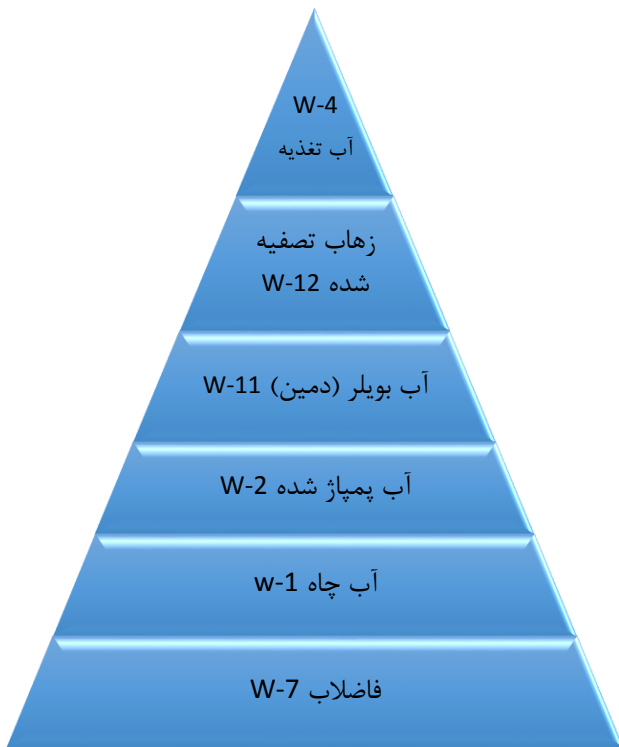 W-4
آب تغذیه
زهاب تصفیه
شده W-12
آب بویلر (دمین) W-11
آب پمپاژ شده W-2
آب چاه w-1
فاضلاب W-7